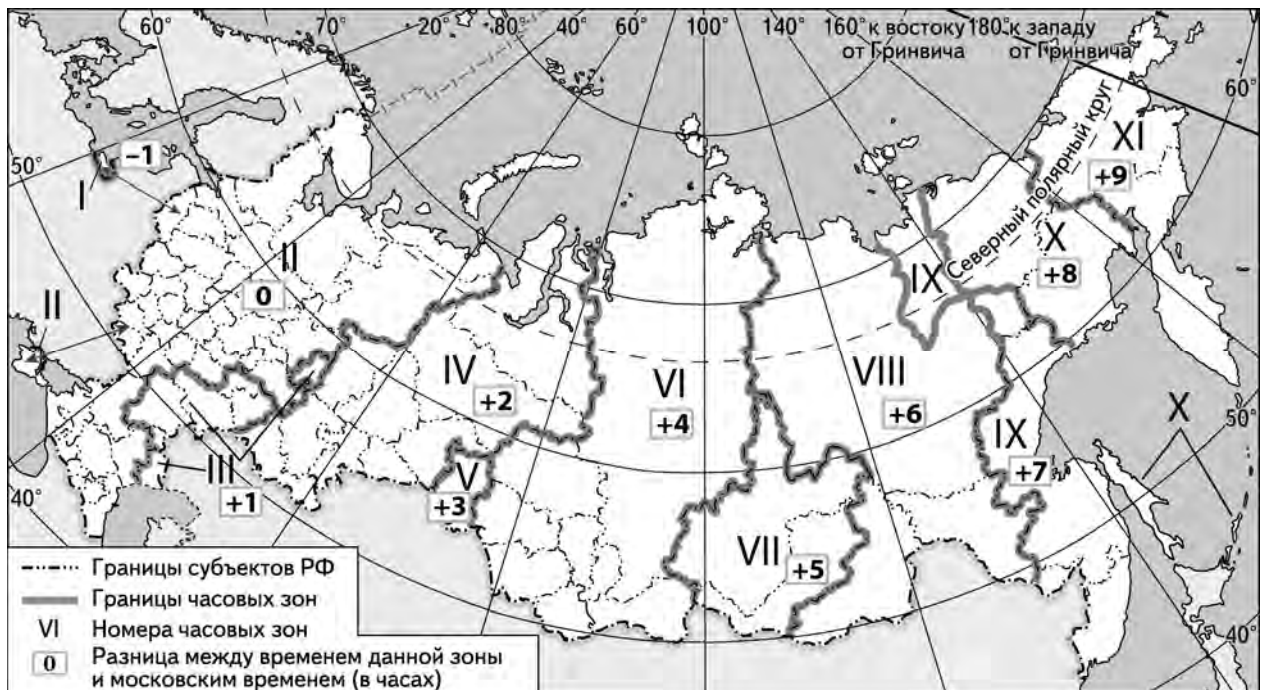 60° 70° 20° 40° 60° 80° 100° 120° 140° 160° к востоку 180° к западу
от Гринвича от Гринвича
60°
50°
−1
I
Северный полярный круг
XI
+9
II
0
X
+8
IX
II
IV
+2
VI
+4
VIII
+6
X
50°
IX
+7
V
+3
III
+1
40°
VII
+5
40°
Границы субъектов РФ
Границы часовых зон
VI Номера часовых зон
0 Разница между временем данной зоны
и московским временем (в часах)